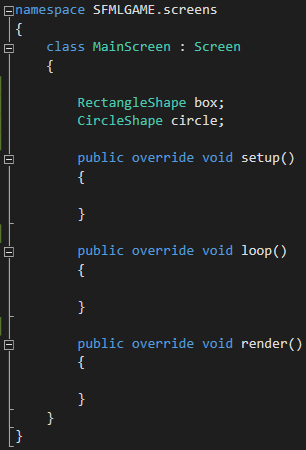 namespace SFMLGAME.screens
{
    class MainScreen : Screen
    {
        RectangleShape box;
        CircleShape circle;
        public override void setup()
        {
        }
        public override void loop()
        {
        }
        public override void render()
        {
        }
    }
}